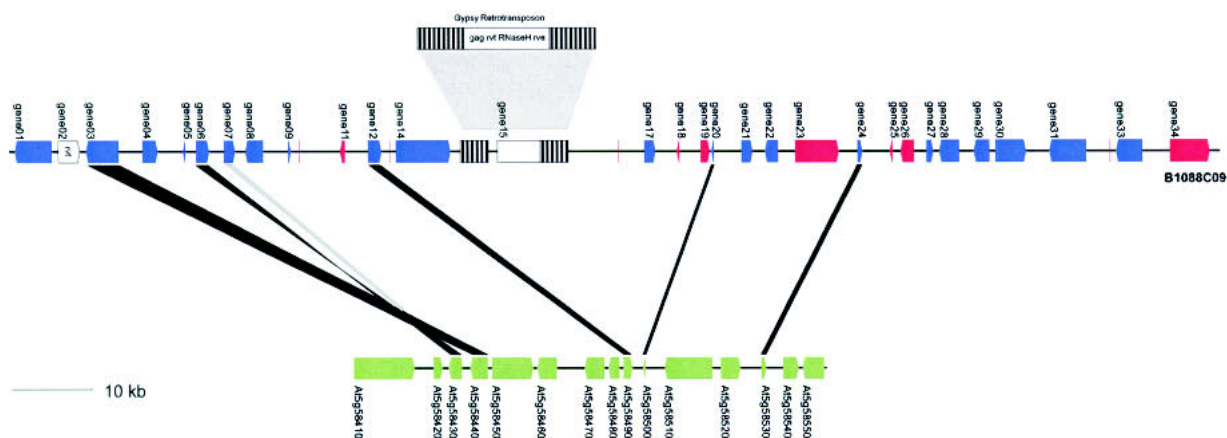 Gypsy Retrotransposon
gag rvt RNaseH rve
gene01
gene02
gene03
gene04
gene05
gene06
gene07
gene08
gene09
gene11
gene12
gene14
gene15
gene17
gene18
gene19
gene20
gene21
gene22
gene23
gene24
gene25
gene26
gene27
gene28
gene29
gene30
gene31
gene33
gene34
B1088C09
At5g58410
At5g58420
At5g58430
At5g58440
At5g58450
At5g58460
At5g58470
At5g58480
At5g58490
At5g58500
At5g58510
At5g58520
At5g58530
At5g58540
At5g58550
10 kb